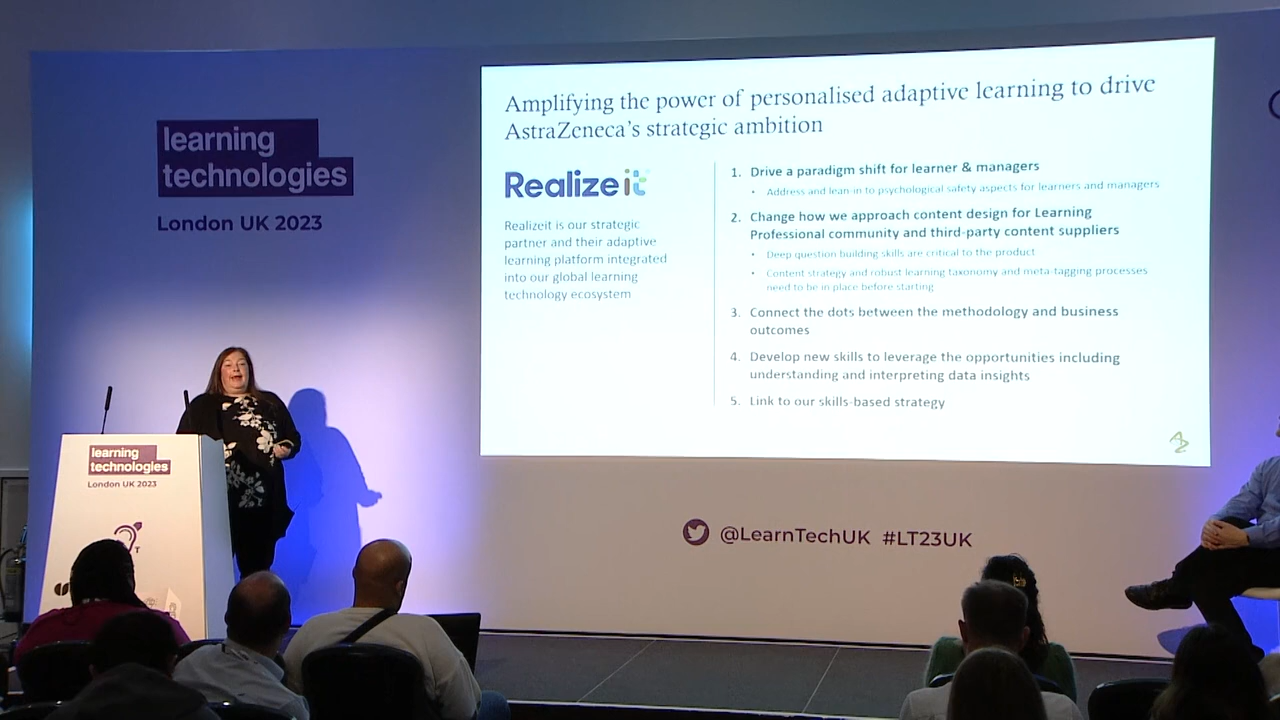 learning
technologies
London UK 2023
Amplifying the power of personalised adaptive learning to drive
AstraZeneca's strategic ambition
Realizeit
Realizeit is our strategic
partner and their adaptive
learning platform integrated
into our global learning
technology ecosystem
1. Drive a paradigm shift for learner & managers
• Address and lean-in to psychological safety aspects for learners and managers
2. Change how we approach content design for Learning
Professional community and third-party content suppliers
• Deep question building skills are critical to the product
• Content strategy and robust learning taxonomy and meta-tagging processes
need to be in place before starting
3. Connect the dots between the methodology and business
outcomes
4. Develop new skills to leverage the opportunities including
understanding and interpreting data insights
5. Link to our skills-based strategy
@LearnTechUK #LT23UK
learning
technologies
London UK 2023
T